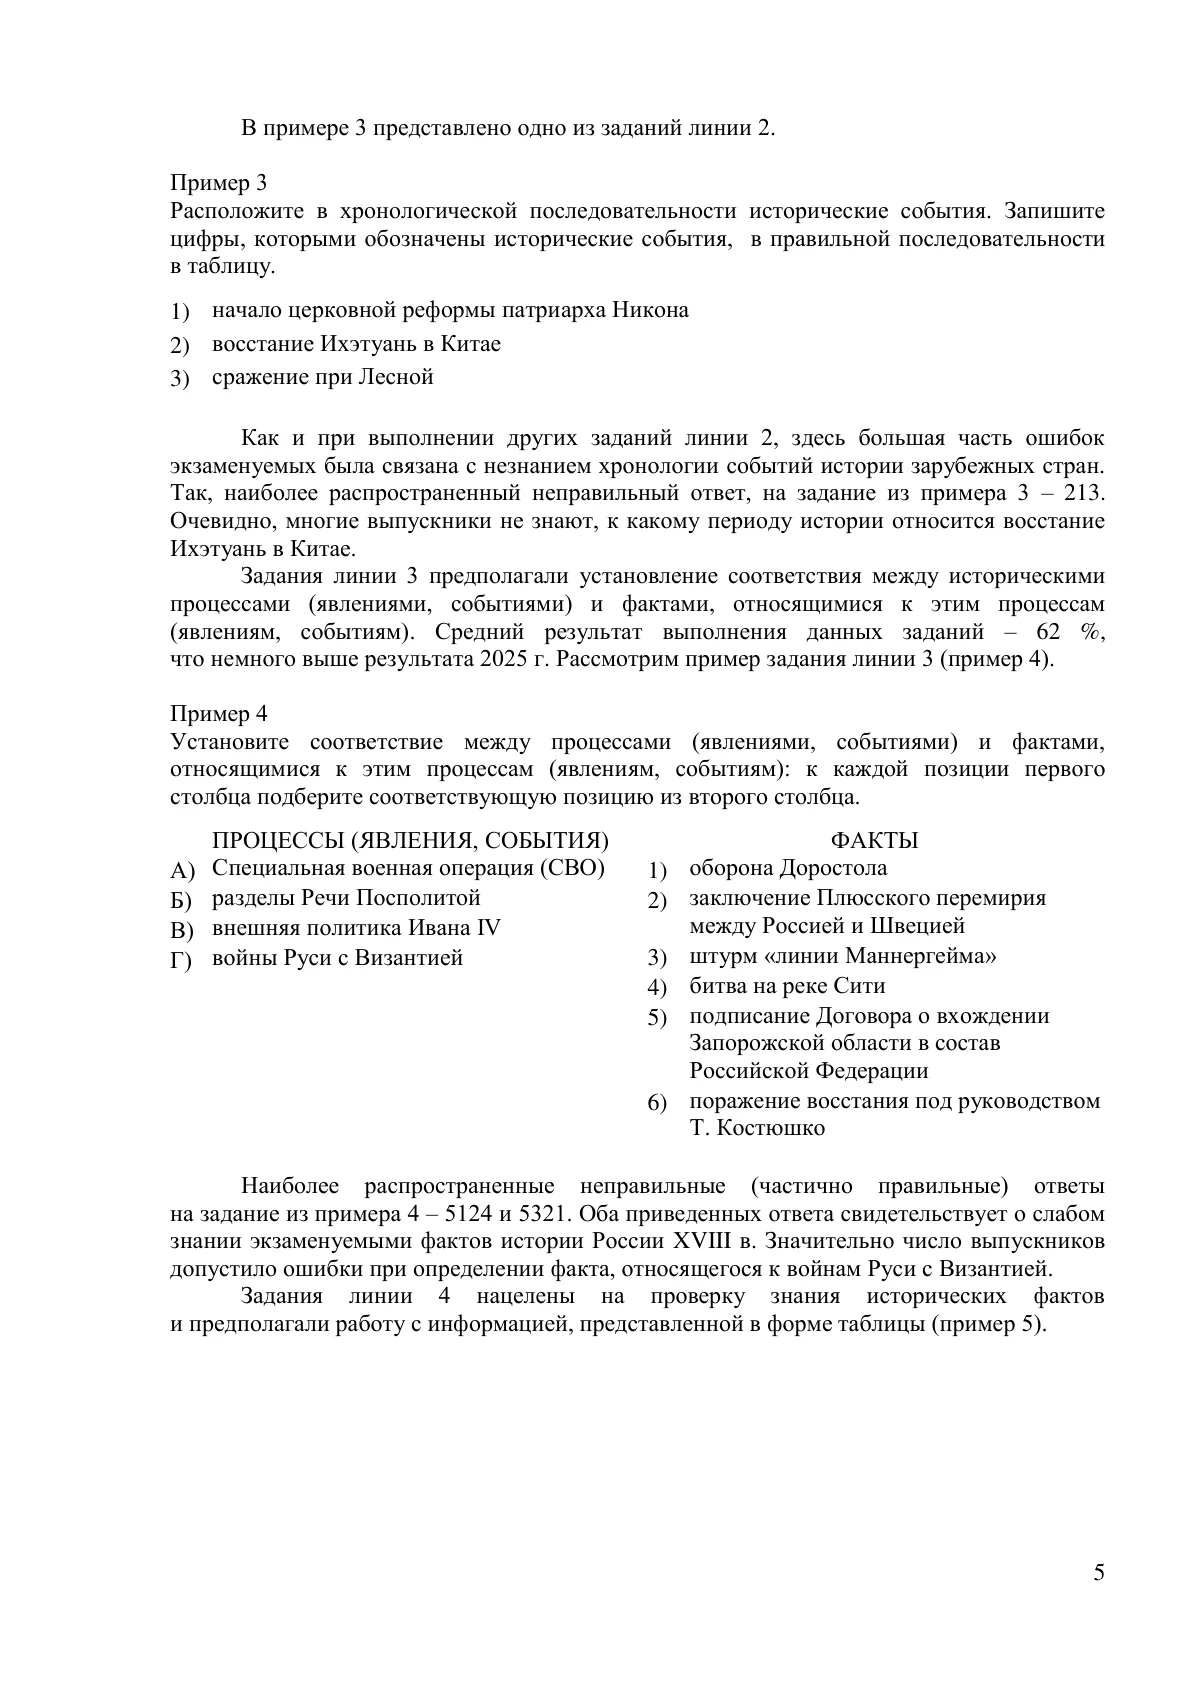 В примере 3 представлено одно из заданий линии 2.
Пример 3
Расположите в хронологической последовательности исторические события. Запишите
цифры, которыми обозначены исторические события,  в правильной последовательности
в таблицу.
1) начало церковной реформы патриарха Никона
2) восстание Ихэтуань в Китае
3) сражение при Лесной
Как и при выполнении других заданий линии 2, здесь большая часть ошибок
экзаменуемых была связана с незнанием хронологии событий истории зарубежных стран.
Так, наиболее распространенный неправильный ответ, на задание из примера 3 – 213.
Очевидно, многие выпускники не знают, к какому периоду истории относится восстание
Ихэтуань в Китае.
Задания линии 3 предполагали установление соответствия между историческими
процессами (явлениями, событиями) и фактами, относящимися к этим процессам
(явлениям, событиям). Средний результат выполнения данных заданий – 62 %,
что немного выше результата 2025 г. Рассмотрим пример задания линии 3 (пример 4).
Пример 4
Установите соответствие между процессами (явлениями, событиями) и фактами,
относящимися к этим процессам (явлениям, событиям): к каждой позиции первого
столбца подберите соответствующую позицию из второго столбца.
ПРОЦЕССЫ (ЯВЛЕНИЯ, СОБЫТИЯ)
А) Специальная военная операция (СВО)
Б) разделы Речи Посполитой
В) внешняя политика Ивана IV
Г) войны Руси с Византией
ФАКТЫ
1) оборона Доростола
2) заключение Плюсского перемирия
между Россией и Швецией
3) штурм «линии Маннергейма»
4) битва на реке Сити
5) подписание Договора о вхождении
Запорожской области в состав
Российской Федерации
6) поражение восстания под руководством
Т. Костюшко
Наиболее распространенные неправильные (частично правильные) ответы
на задание из примера 4 – 5124 и 5321. Оба приведенных ответа свидетельствует о слабом
знании экзаменуемыми фактов истории России XVIII в. Значительно число выпускников
допустило ошибки при определении факта, относящегося к войнам Руси с Византией.
Задания линии 4 нацелены на проверку знания исторических фактов
и предполагали работу с информацией, представленной в форме таблицы (пример 5).
5